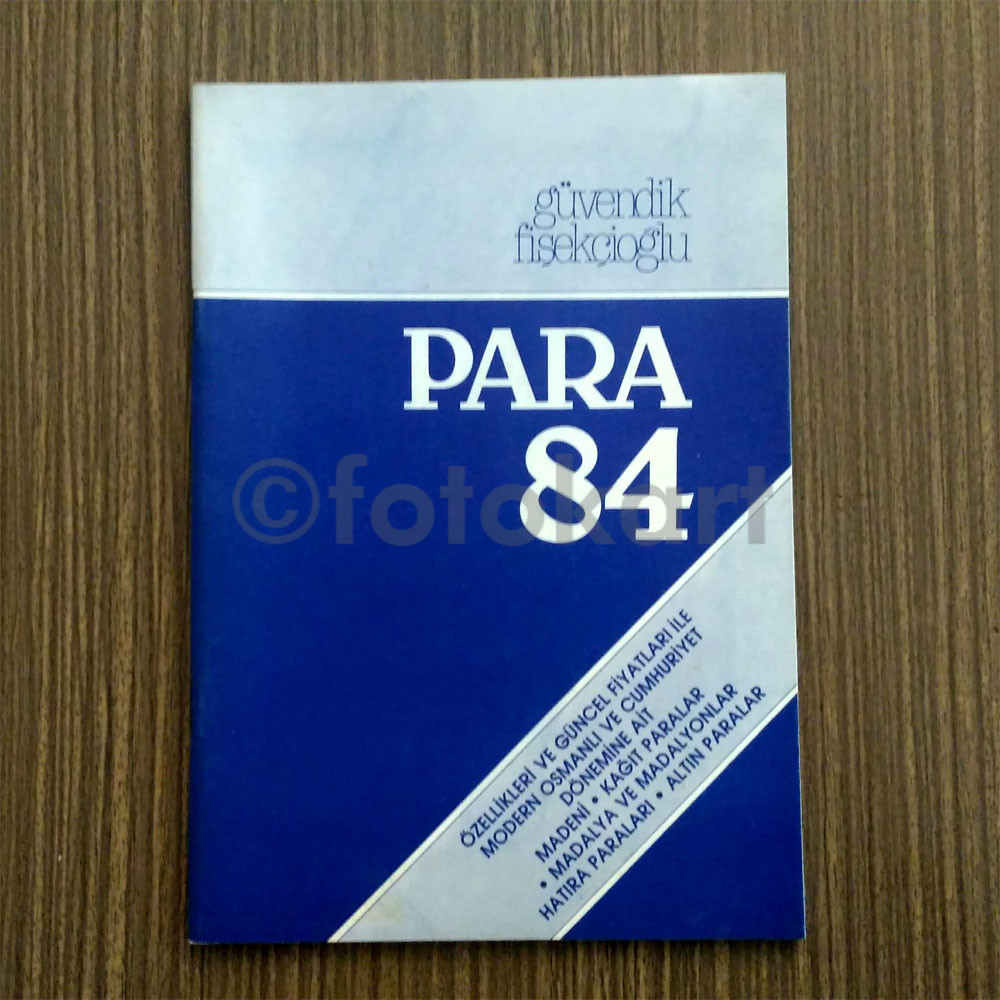 güvendik
fişekçioğlu
PARA
84
©fotokart
ÖZELLİKLERİ VE GÜNCEL FİYATLARI İLE
MODERN OSMANLI VE CUMHURİYET
DÖNEMİNE AİT
MADENİ • KAĞIT PARALAR
• MADALYA VE MADALYONLAR
HATIRA PARALARI • ALTIN PARALAR